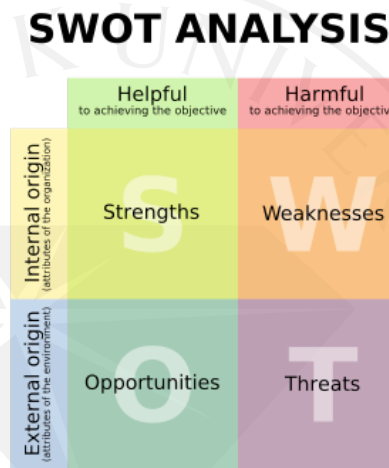 SWOT ANALYSIS
Helpful
to achieving the objective
Harmful
to achieving the objectiv
Internal origin
(attributes of the organization)
S
Strengths
W
Weaknesses
External origin
(attributes of the environment)
O
Opportunities
T
Threats